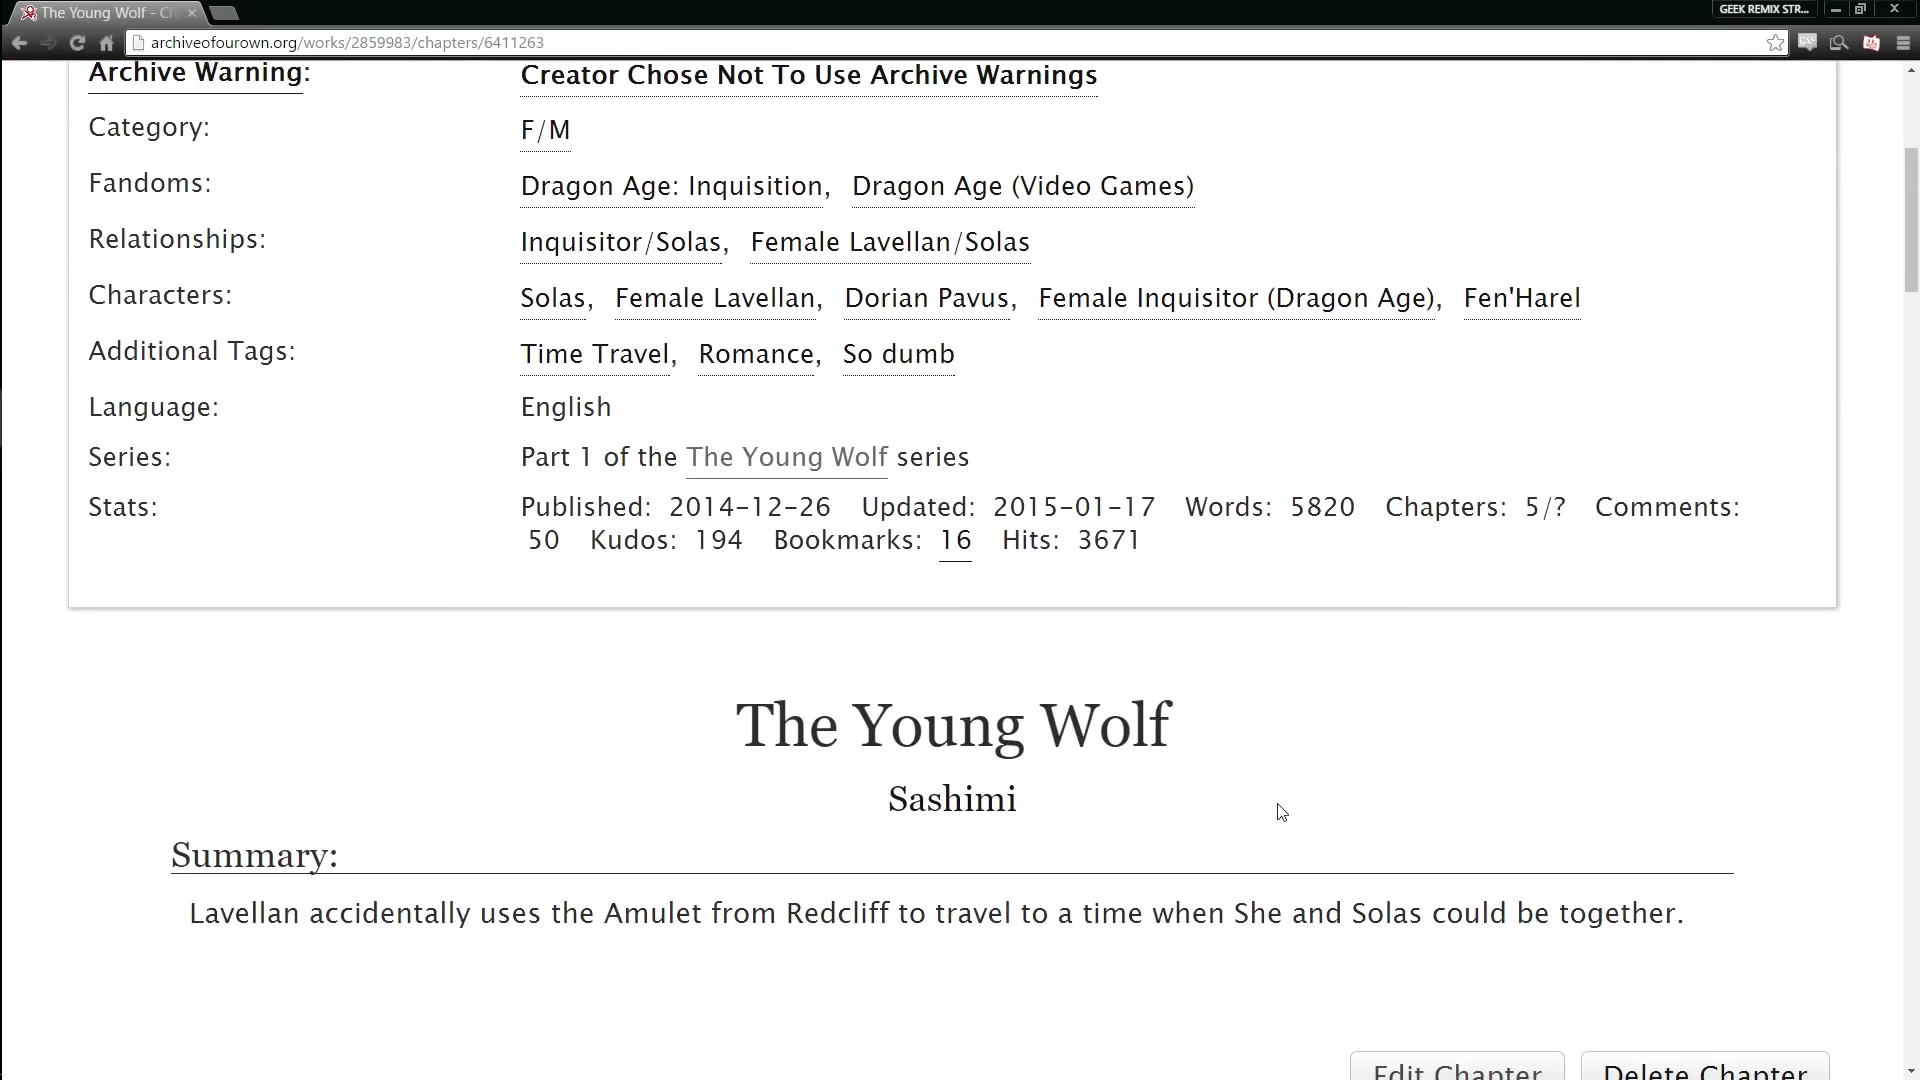 The Young Wolf - Ch
GEEK REMIX STR...
archiveofourown.org/works/2859983/chapters/6411263
Archive Warning: Creator Chose Not To Use Archive Warnings
Category: F/M
Fandoms: Dragon Age: Inquisition, Dragon Age (Video Games)
Relationships: Inquisitor/Solas, Female Lavellan/Solas
Characters: Solas, Female Lavellan, Dorian Pavus, Female Inquisitor (Dragon Age), Fen'Harel
Additional Tags: Time Travel, Romance, So dumb
Language: English
Series: Part 1 of the The Young Wolf series
Stats: Published: 2014-12-26 Updated: 2015-01-17 Words: 5820 Chapters: 5/? Comments:
50 Kudos: 194 Bookmarks: 16 Hits: 3671
The Young Wolf
Sashimi
Summary:
Lavellan accidentally uses the Amulet from Redcliff to travel to a time when She and Solas could be together.
Edit Chapter Delete Chapter